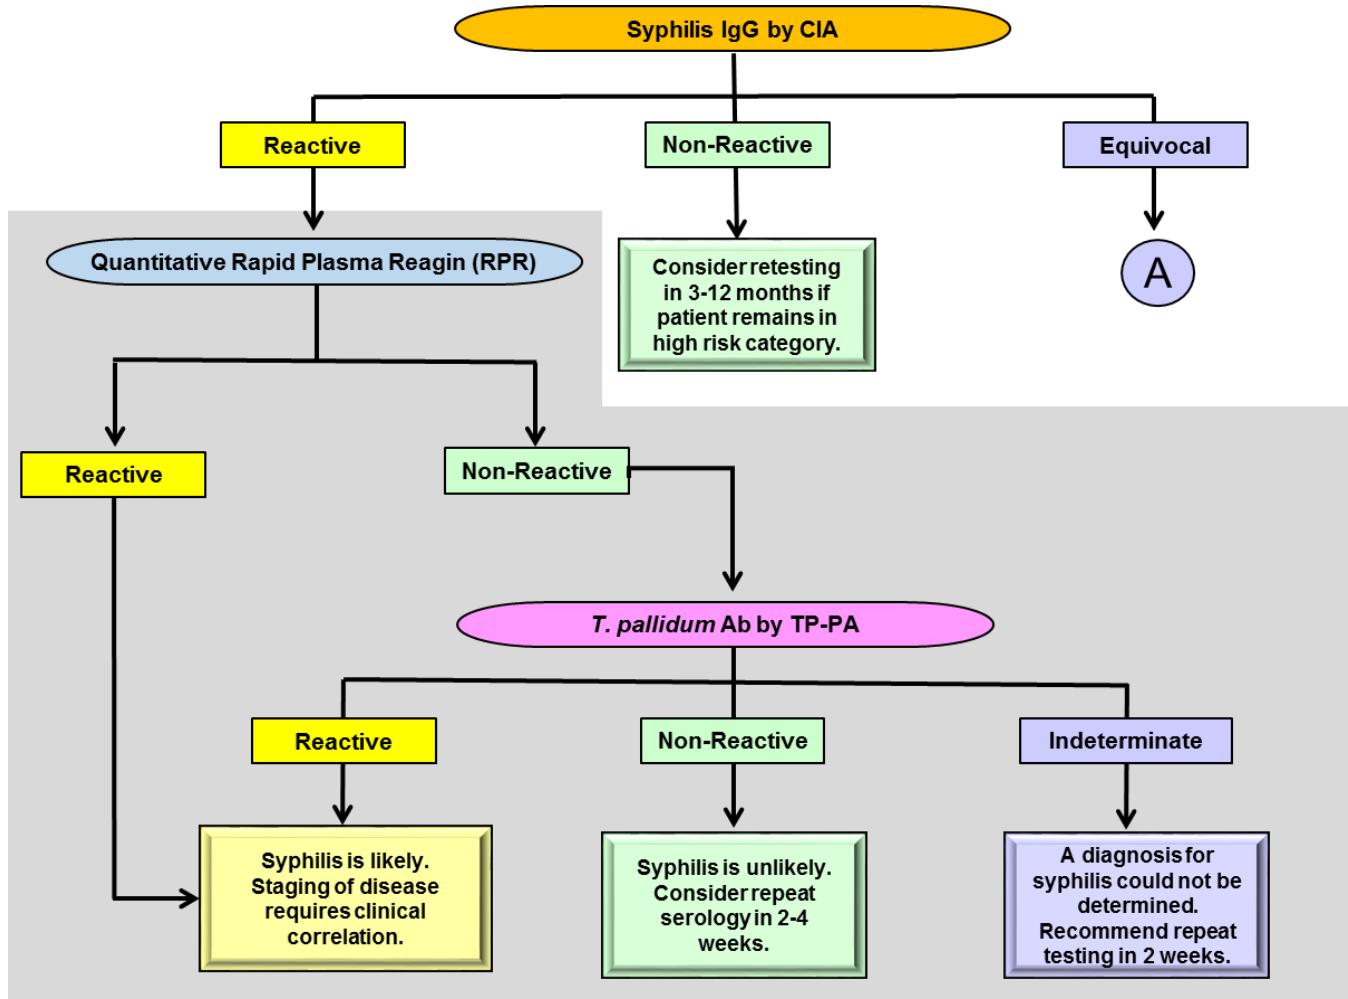 Syphilis IgG by CIA
Reactive
Non-Reactive
Equivocal
Quantitative Rapid Plasma Reagin (RPR)
Consider retesting
in 3-12 months if
patient remains in
high risk category.
A
Reactive
Non-Reactive
T. pallidum Ab by TP-PA
Reactive
Non-Reactive
Indeterminate
Syphilis is likely.
Staging of disease
requires clinical
correlation.
Syphilis is unlikely.
Consider repeat
serology in 2-4
weeks.
A diagnosis for
syphilis could not be
determined.
Recommend repeat
testing in 2 weeks.